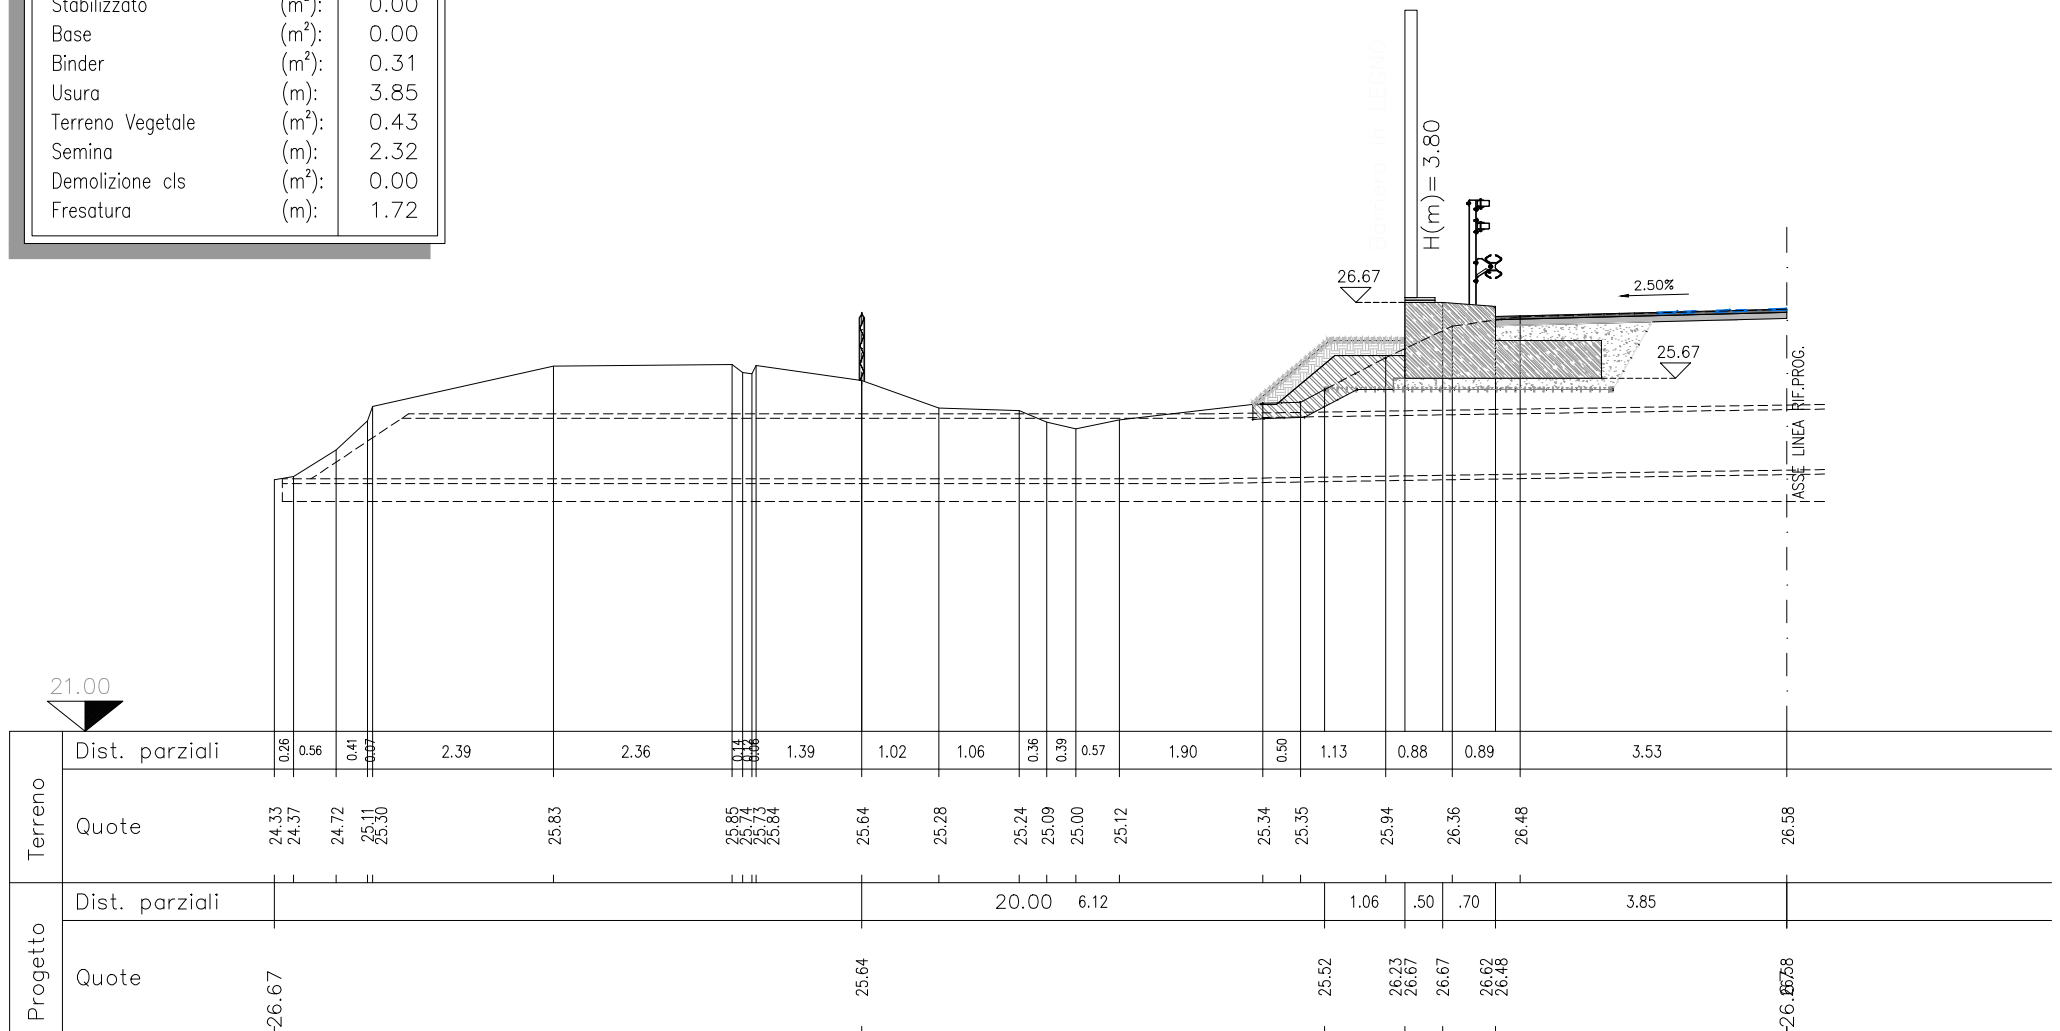 Stabilizzato (m²): 0.00
Base (m²): 0.00
Binder (m²): 0.31
Usura (m): 3.85
Terreno Vegetale (m²): 0.43
Semina (m): 2.32
Demolizione cls (m²): 0.00
Fresatura (m): 1.72
H(m)= 3.80
26.67
2.50%
25.67
ASSE LINEA RIF.PROG.
21.00
Terreno
Dist. parziali 0.26 0.56 0.41 0.07 2.39 2.36 0.14 0.12 0.06 1.39 1.02 1.06 0.36 0.39 0.57 1.90 0.50 1.13 0.88 0.89 3.53
Quote 24.33 24.37 24.72 25.11 25.30 25.83 25.85 25.74 25.73 25.84 25.64 25.28 25.24 25.09 25.00 25.12 25.34 25.35 25.94 26.36 26.48 26.58
Progetto
Dist. parziali 20.00 6.12 1.06 .50 .70 3.85
Quote 26.67 25.64 25.52 26.23 26.67 26.67 26.62 26.48 26.58